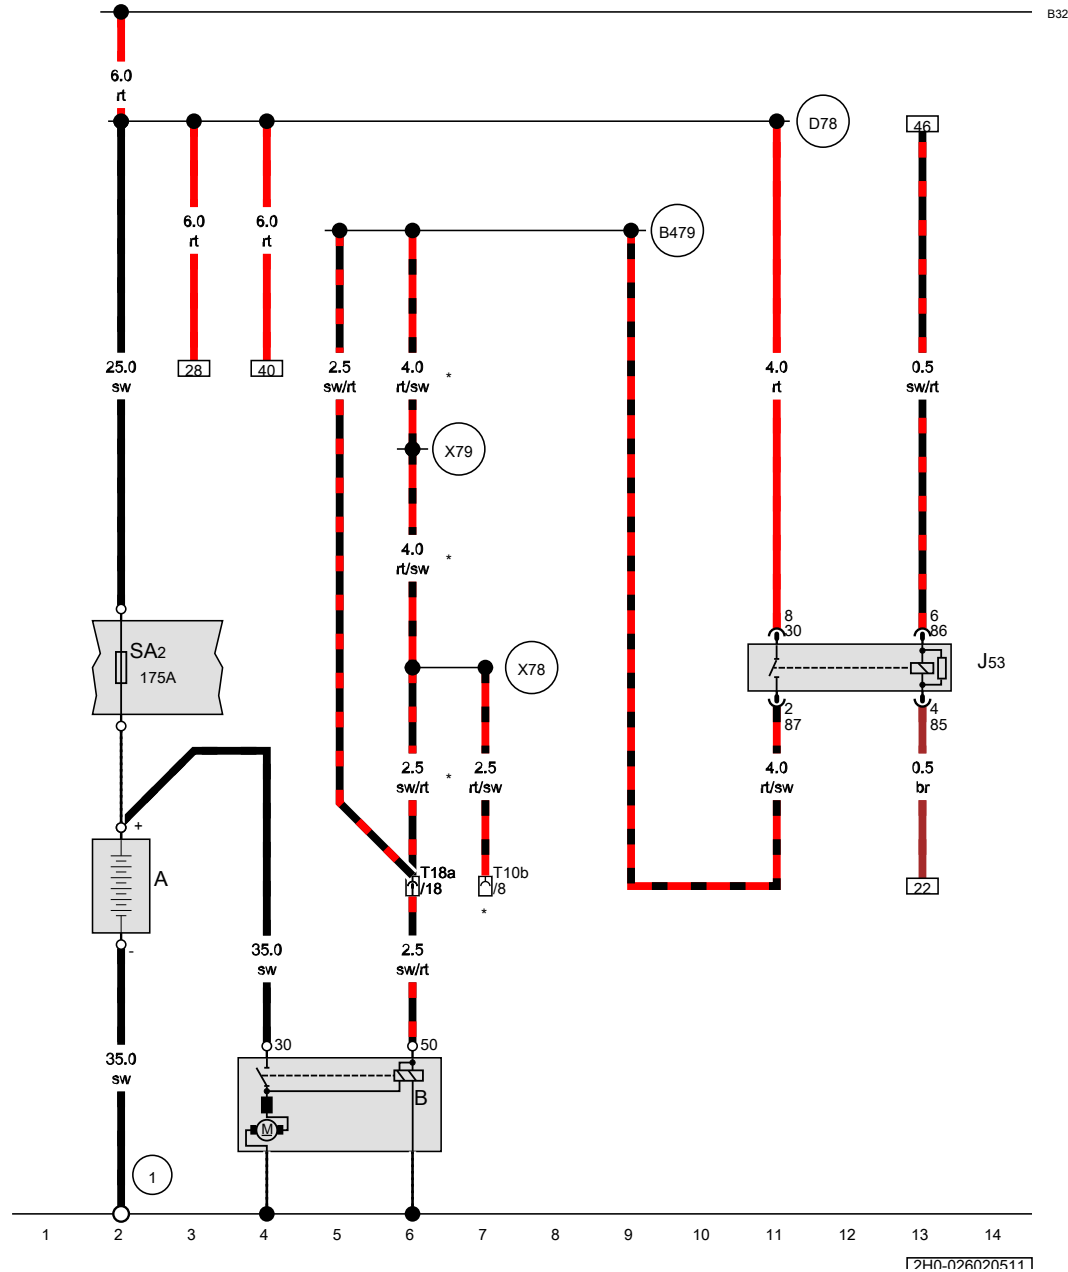 B32
6.0
rt
D78
46
6.0
rt
6.0
rt
B479
25.0
sw
28
40
2.5
sw/rt
4.0
rt/sw
*
4.0
rt
0.5
sw/rt
X79
4.0
rt/sw
*
8
30
6
86
SA2
175A
X78
J53
2
87
4
85
2.5
sw/rt
*
2.5
rt/sw
4.0
rt/sw
0.5
br
+
A
T18a
/18
T10b
/8
*
22
-
35.0
sw
2.5
sw/rt
30
50
35.0
sw
B
M
1
1 2 3 4 5 6 7 8 9 10 11 12 13 14
2H0-026020511